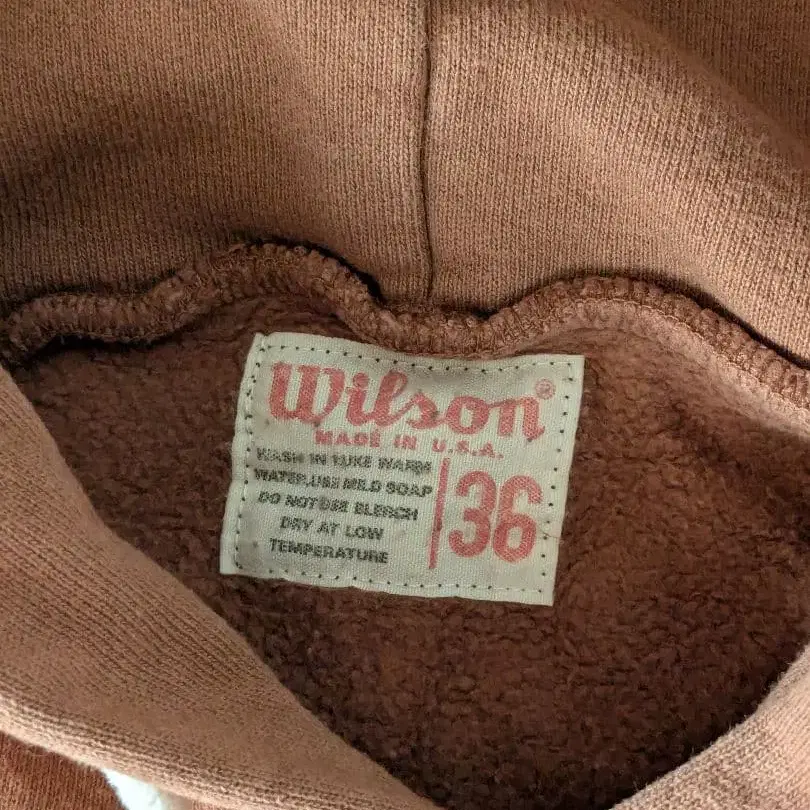 Wilson®
MADE IN U.S.A.
WASH IN LUKE WARM
WATER.USE MILD SOAP
DO NOT USE BLEECH
DRY AT LOW
TEMPERATURE
36